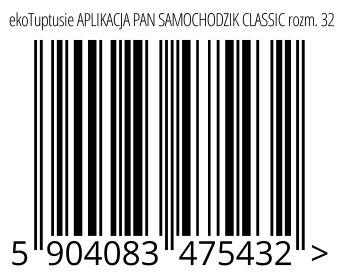 ekoTuptusie APLIKACJA PAN SAMOCHODZIK CLASSIC rozm. 32
5 904083 475432 >